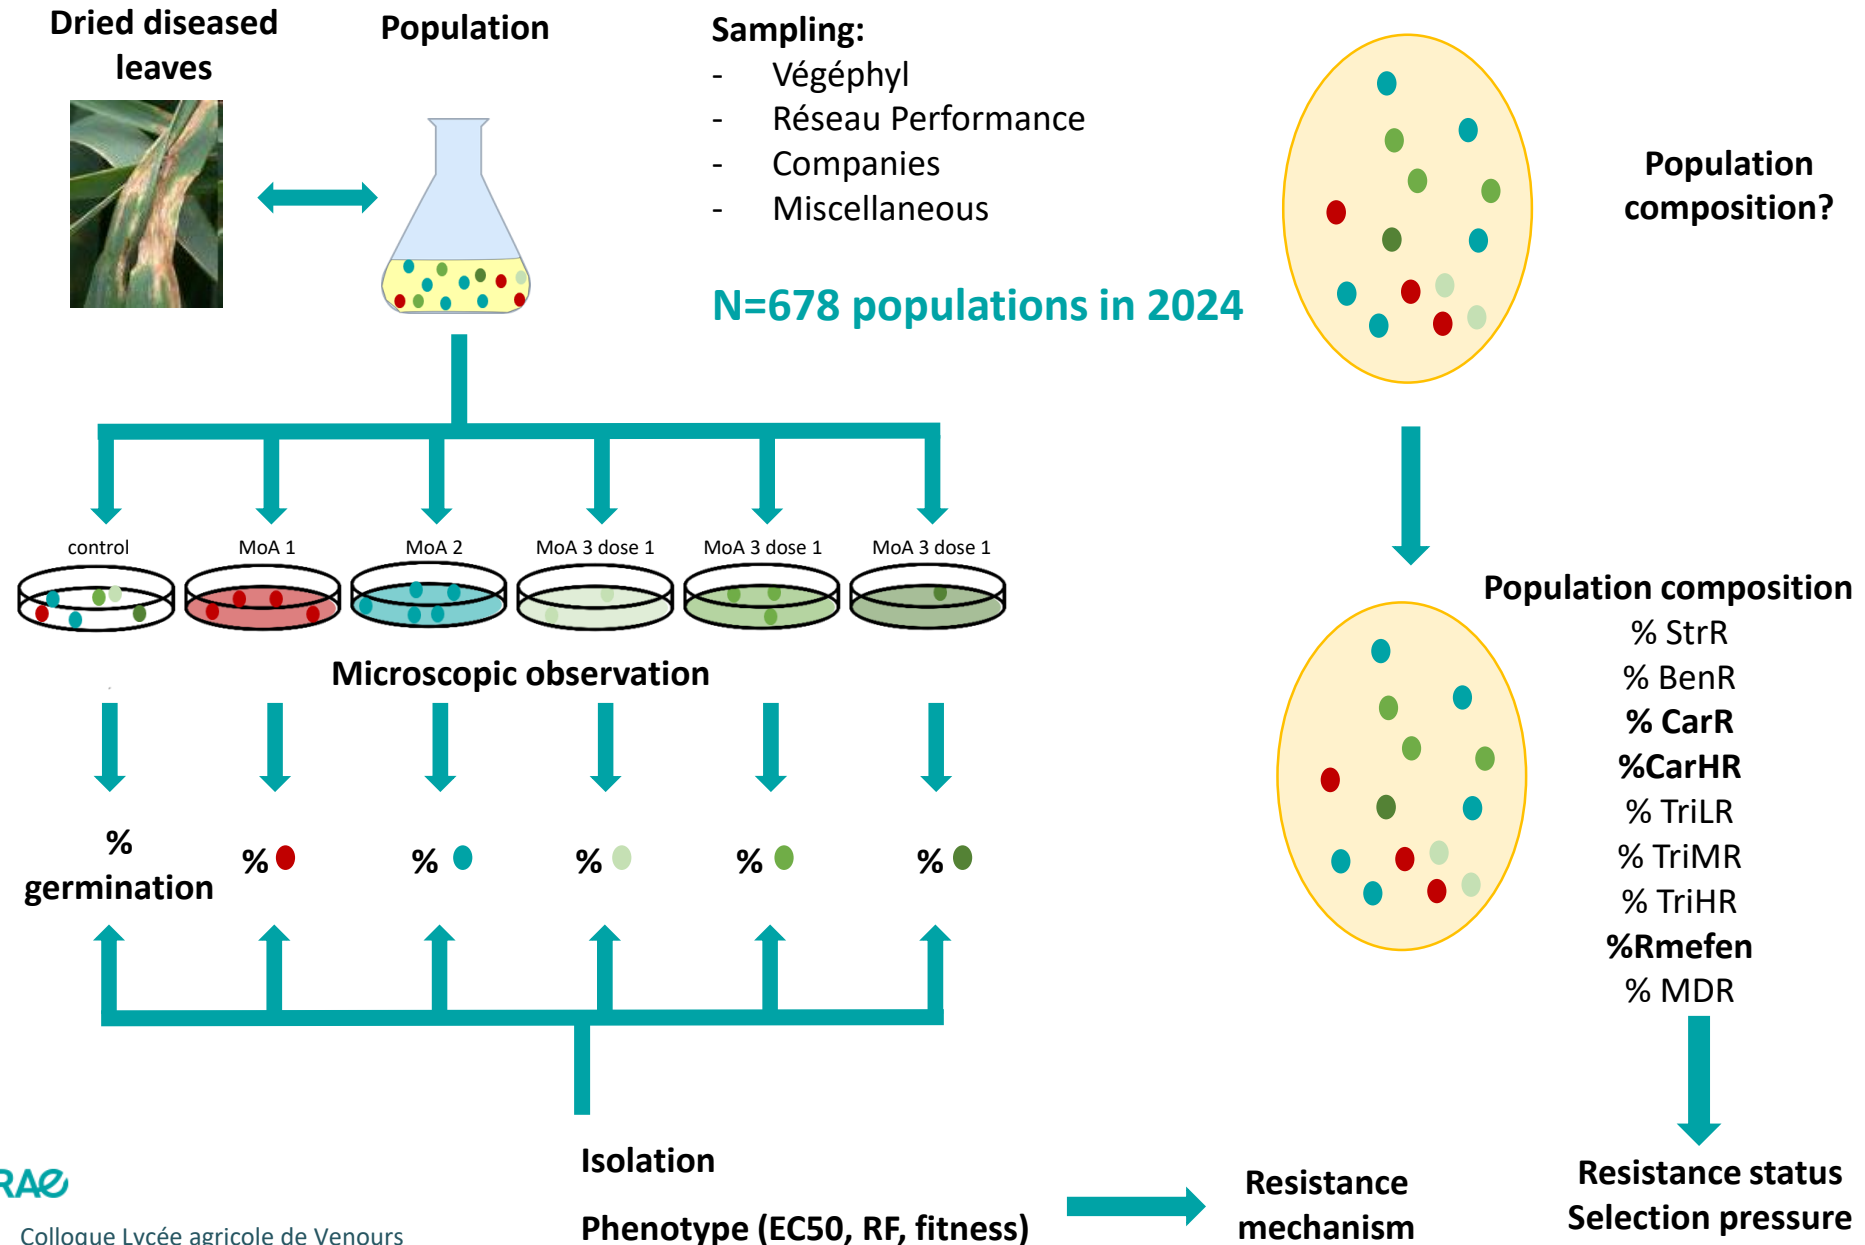 Dried diseased
leaves
Population
Sampling:
- Végéphyl
- Réseau Performance
- Companies
- Miscellaneous
N=678 populations in 2024
Population
composition?
control
MoA 1
MoA 2
MoA 3 dose 1
MoA 3 dose 1
MoA 3 dose 1
Microscopic observation
%
germination
%
%
%
%
%
Population composition
% StrR
% BenR
% CarR
%CarHR
% TriLR
% TriMR
% TriHR
%Rmefen
% MDR
Isolation
Phenotype (EC50, RF, fitness)
Resistance
mechanism
Resistance status
Selection pressure
RAe
Colloque Lycée agricole de Venours